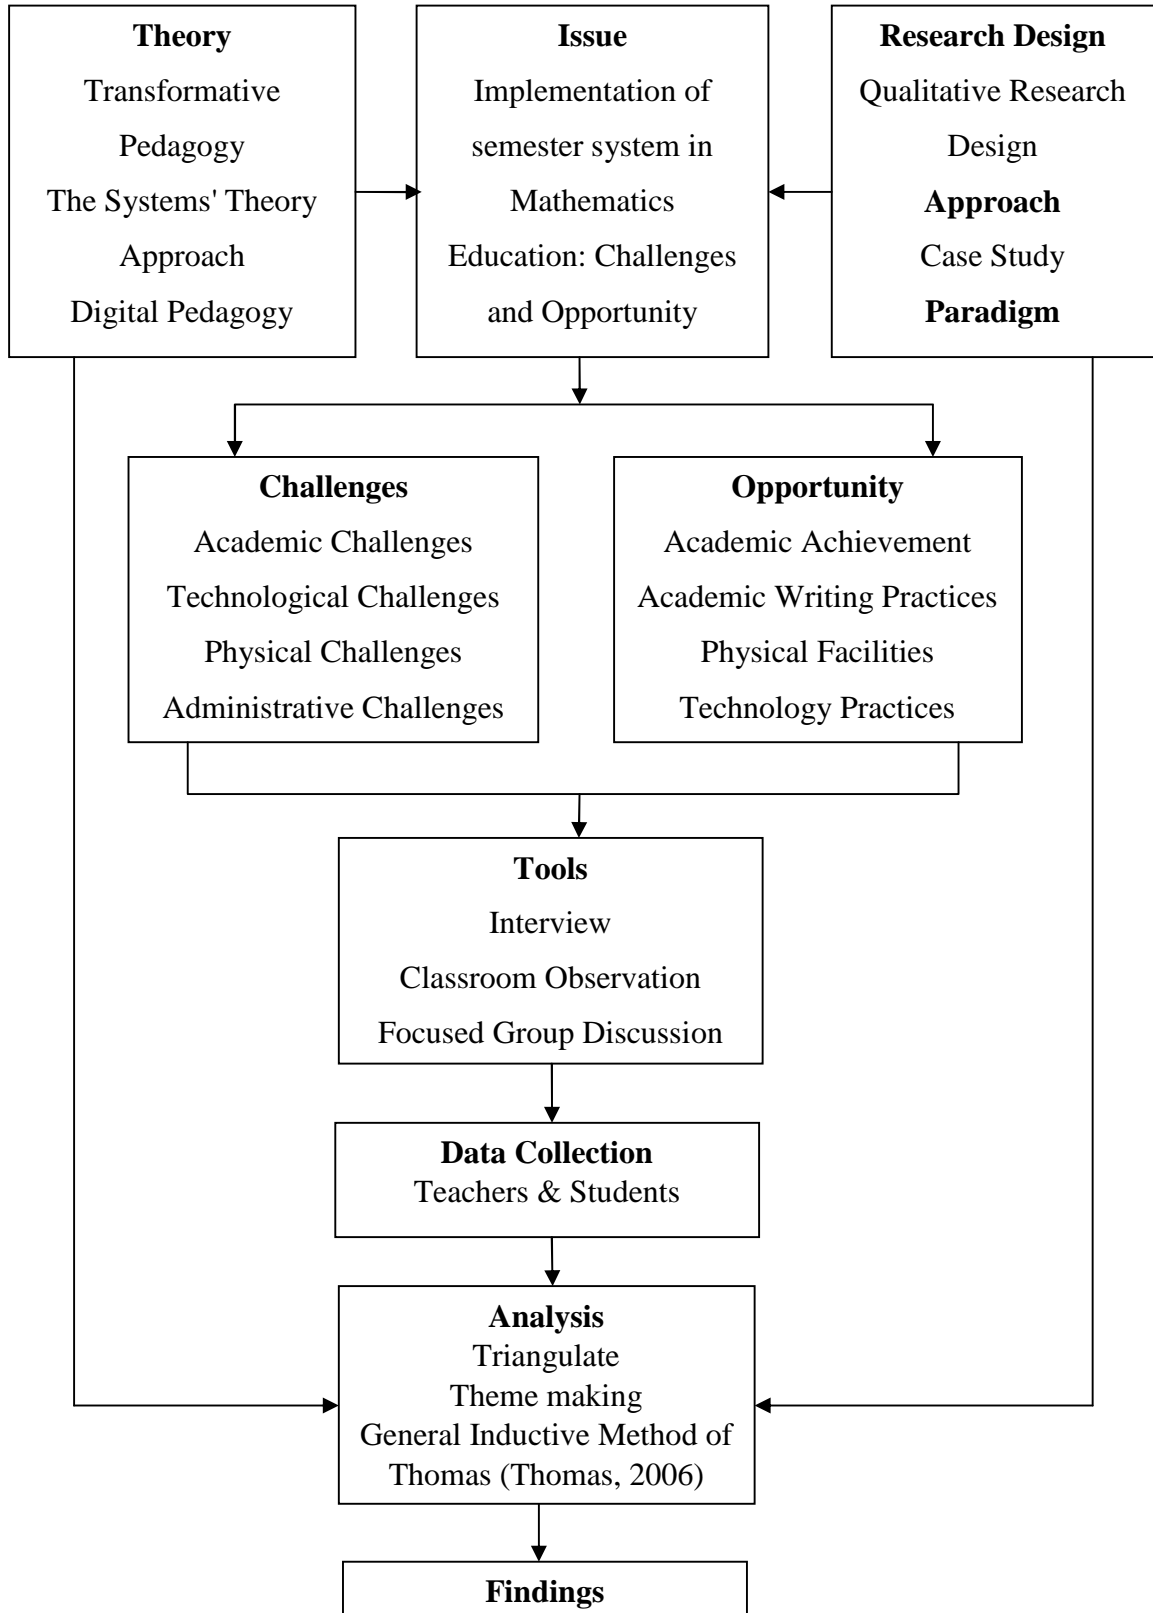 Theory
Transformative
Pedagogy
The Systems' Theory
Approach
Digital Pedagogy
Issue
Implementation of
semester system in
Mathematics
Education: Challenges
and Opportunity
Research Design
Qualitative Research
Design
Approach
Case Study
Paradigm
Challenges
Academic Challenges
Technological Challenges
Physical Challenges
Administrative Challenges
Opportunity
Academic Achievement
Academic Writing Practices
Physical Facilities
Technology Practices
Tools
Interview
Classroom Observation
Focused Group Discussion
Data Collection
Teachers & Students
Analysis
Triangulate
Theme making
General Inductive Method of
Thomas (Thomas, 2006)
Findings